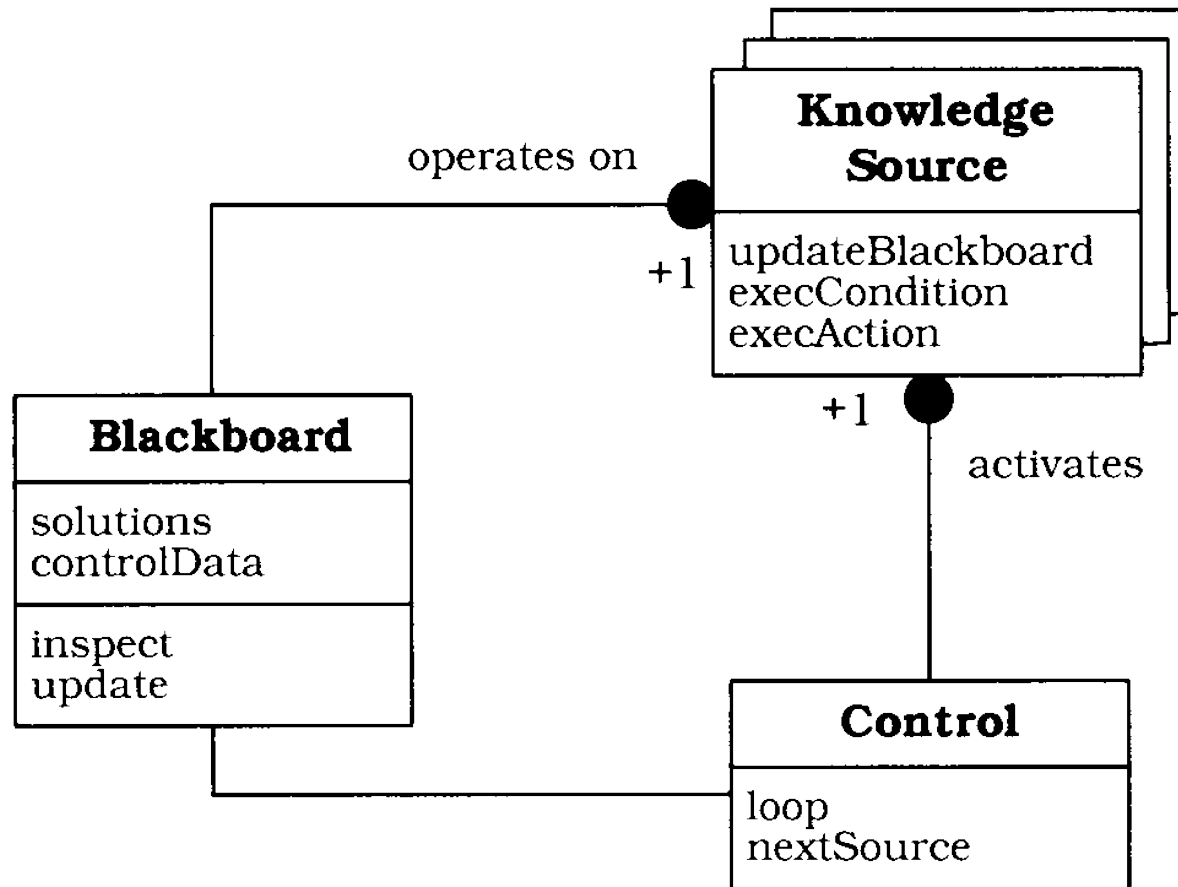 Knowledge
Source
operates on
+1
updateBlackboard
execCondition
execAction
+1
activates
Blackboard
solutions
controlData
inspect
update
Control
loop
nextSource